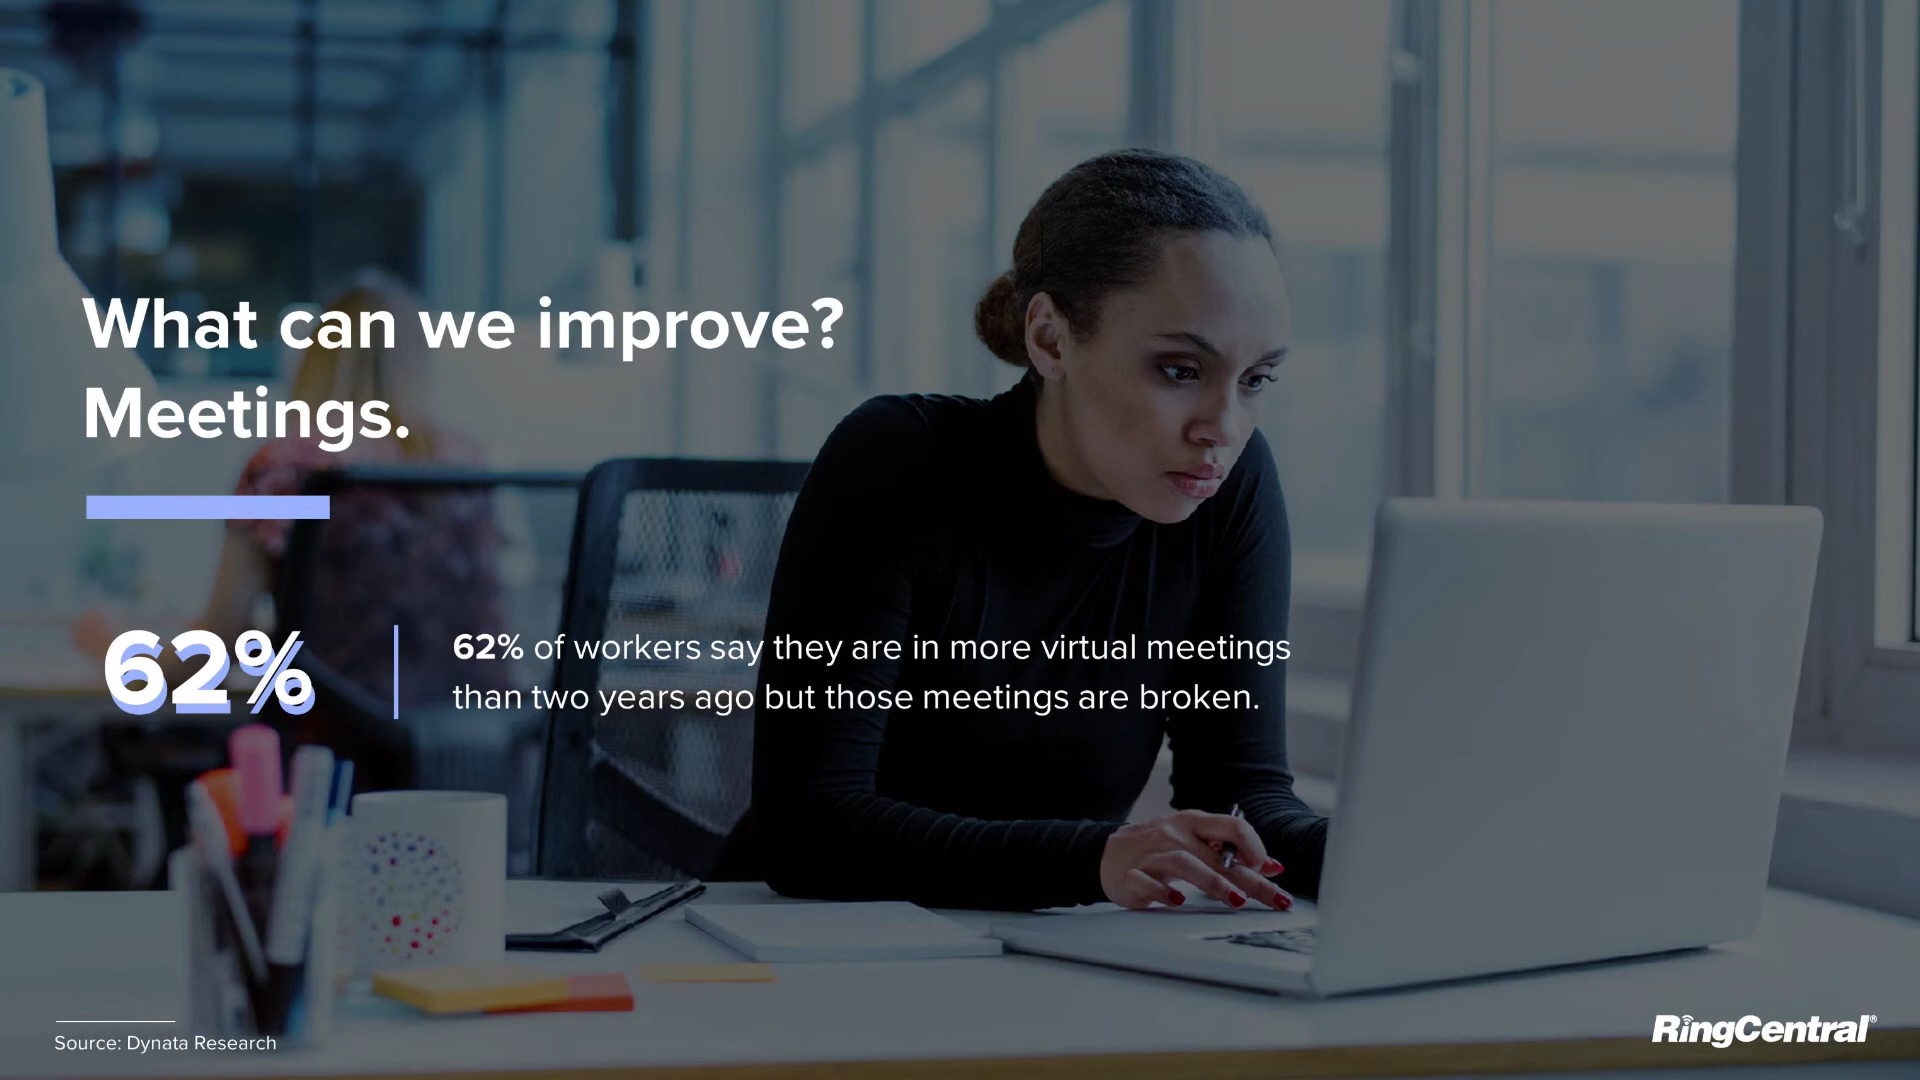 What can we improve?
Meetings.
62%
62% of workers say they are in more virtual meetings
than two years ago but those meetings are broken.
Source: Dynata Research
RingCentral®